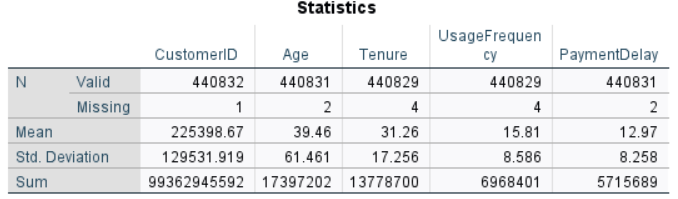 Statistics
CustomerID Age Tenure UsageFrequen
cy PaymentDelay
N Valid 440832 440831 440829 440829 440831
Missing 1 2 4 4 2
Mean 225398.67 39.46 31.26 15.81 12.97
Std. Deviation 129531.919 61.461 17.256 8.586 8.258
Sum 99362945592 17397202 13778700 6968401 5715689